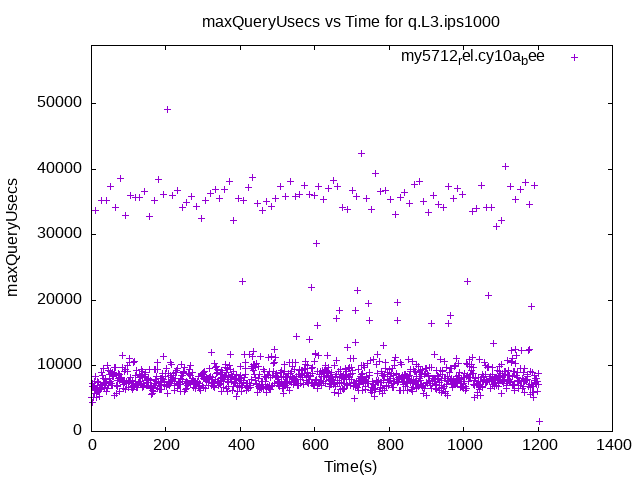 maxQueryUsecs vs Time for q.L3.ips1000
my5712rel.cy10abee
maxQueryUsecs
50000
40000
30000
20000
10000
0
0 200 400 600 800 1000 1200 1400
Time(s)